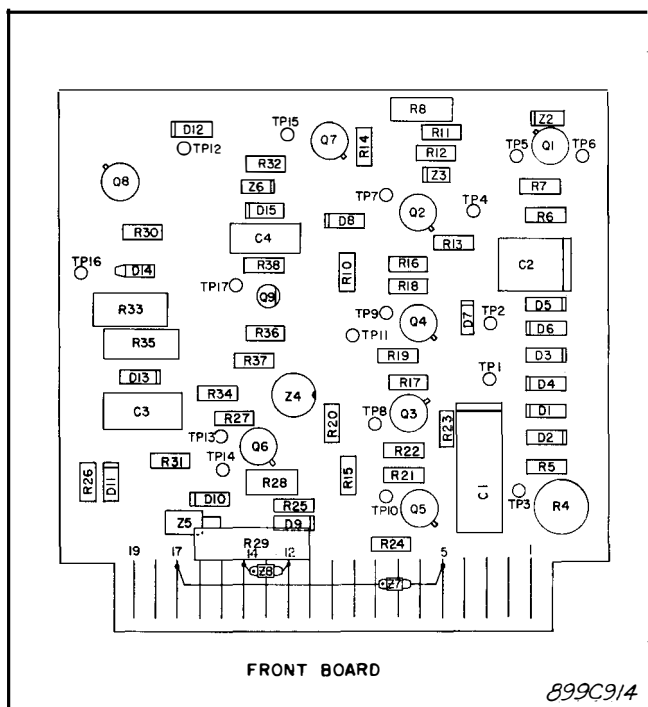 R8
D12
TP15
Q7
R14
R11
Z2
TP12
R12
TP5
Q1
TP6
R32
Z3
Q8
Z6
TP7
R7
D15
Q2
TP4
R6
D8
R30
C4
R13
TP16
D14
R38
R10
R16
C2
TP17
Q9
R18
R33
D5
TP9
Q4
D7
TP2
D6
R35
R36
TP11
R37
R19
D3
D13
TP1
R34
Z4
R17
D4
C3
R27
R20
TP8
Q3
R23
D1
TP13
Q6
D2
R31
TP14
R22
R26
D11
R28
R15
R21
C1
R5
D10
R25
TP10
Q5
TP3
R4
Z5
D9
R29
R24
19
17
14
12
5
1
Z8
Z7
FRONT BOARD
899C914